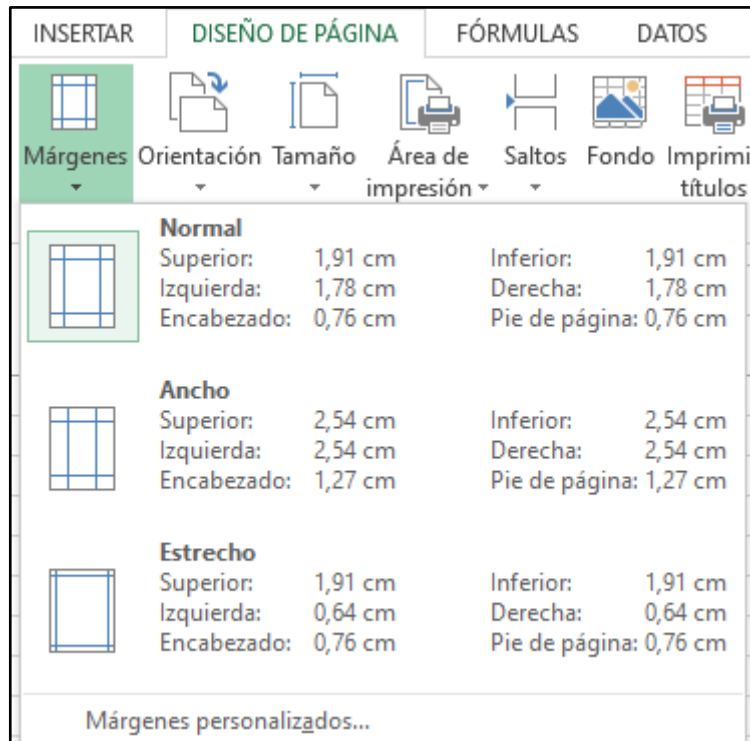 INSERTAR DISEÑO DE PÁGINA FÓRMULAS DATOS
Márgenes Orientación Tamaño Área de impresión Saltos Fondo Imprimi títulos
Normal
Superior: 1,91 cm Inferior: 1,91 cm
Izquierda: 1,78 cm Derecha: 1,78 cm
Encabezado: 0,76 cm Pie de página: 0,76 cm
Ancho
Superior: 2,54 cm Inferior: 2,54 cm
Izquierda: 2,54 cm Derecha: 2,54 cm
Encabezado: 1,27 cm Pie de página: 1,27 cm
Estrecho
Superior: 1,91 cm Inferior: 1,91 cm
Izquierda: 0,64 cm Derecha: 0,64 cm
Encabezado: 0,76 cm Pie de página: 0,76 cm
Márgenes personalizados...